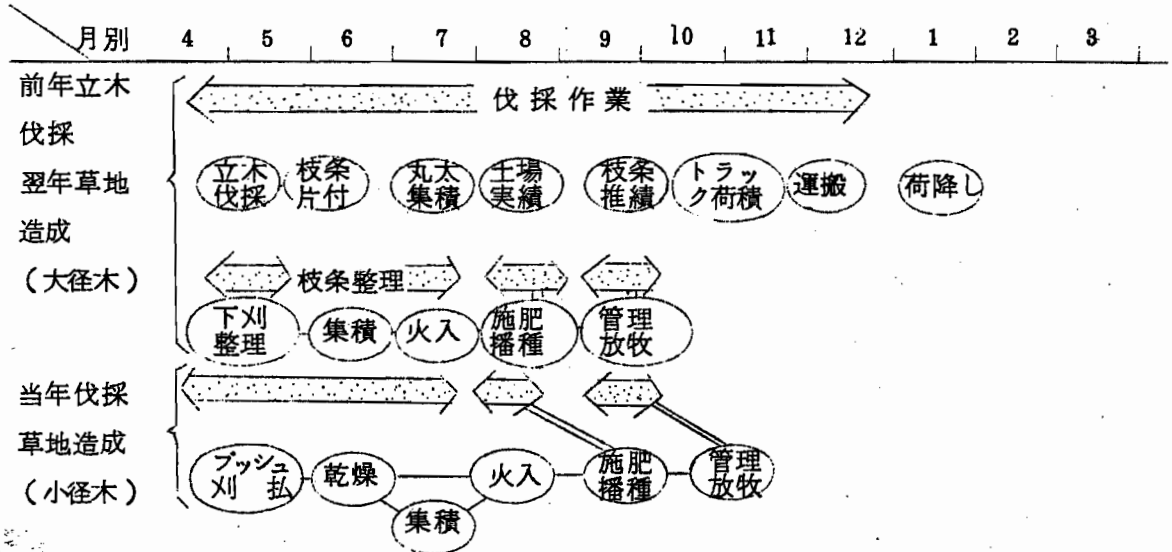 月別 4 5 6 7 8 9 10 11 12 1 2 3
前年立木
伐採
翌年草地
造成
(大径木)
伐採作業
立木
伐採
枝条
片付
丸太
集積
土場
実績
枝条
推績
トラッ
ク荷積
運搬
荷降し
枝条整理
下刈
整理
集積
火入
施肥
播種
管理
放牧
当年伐採
草地造成
(小径木)
ブッシュ
刈 払
乾燥
集積
火入
施肥
播種
管理
放牧